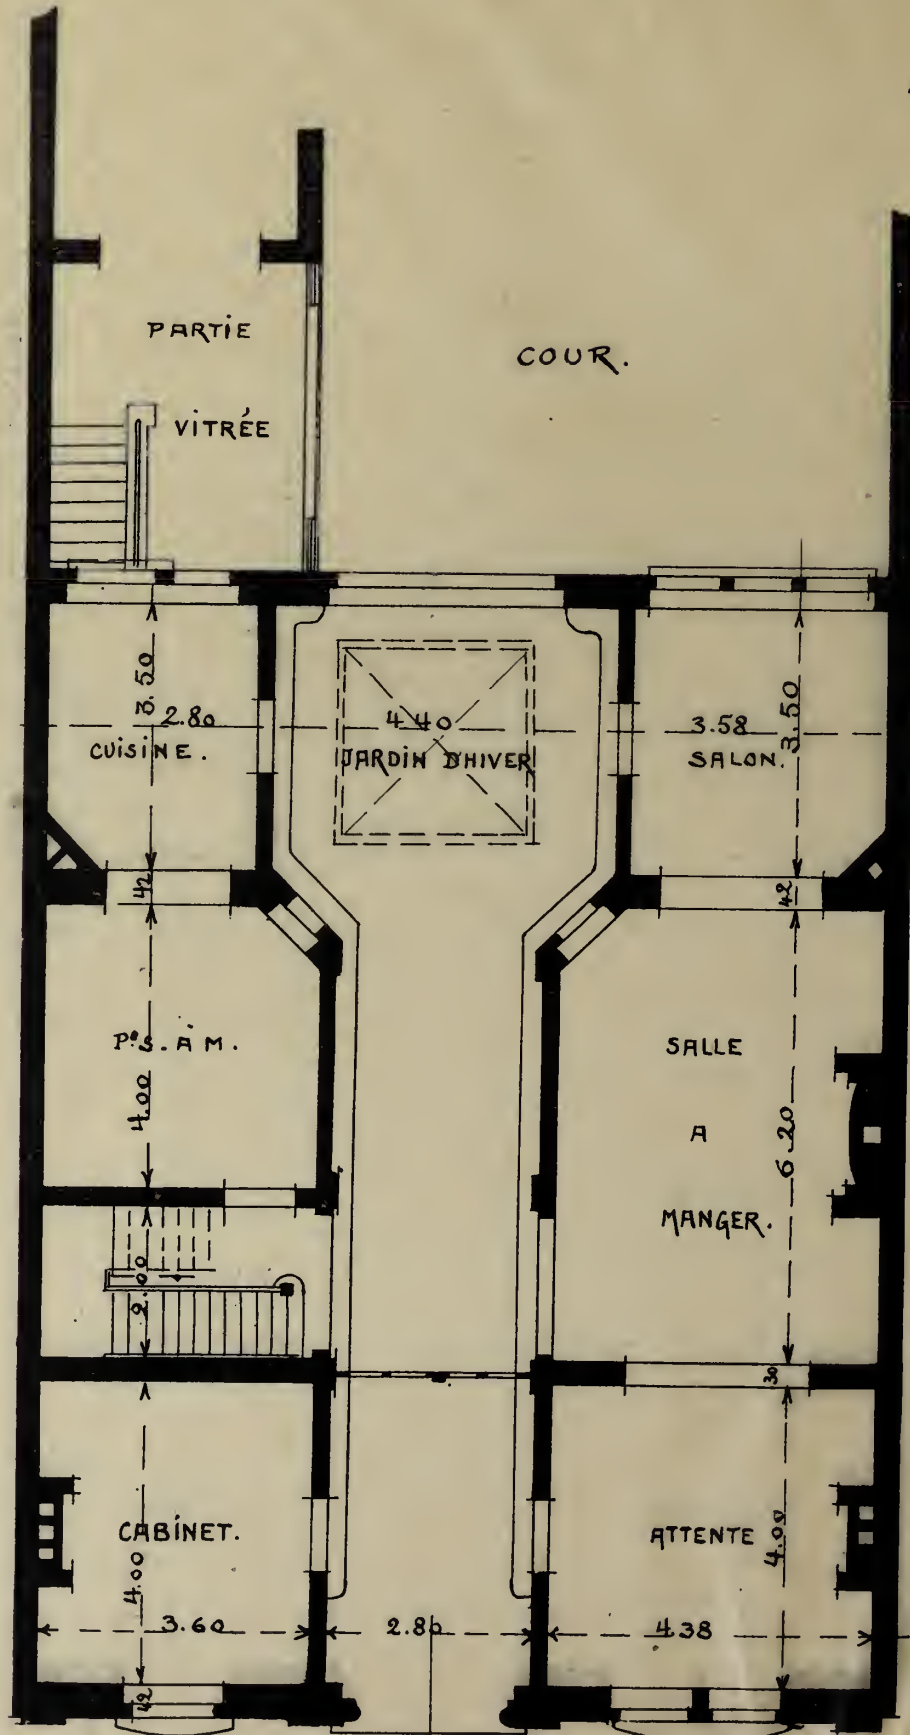 PARTIE
VITRÉE
COUR.
3.50
2.80
CUISINE.
4.40
JARDIN D'HIVER
3.58
SALON.
3.50
42
42
Pte S. À M.
4.00
SALLE
A
MANGER.
6.20
2.00
30
CABINET.
4.00
3.60
2.80
ATTENTE
4.00
4.38
42